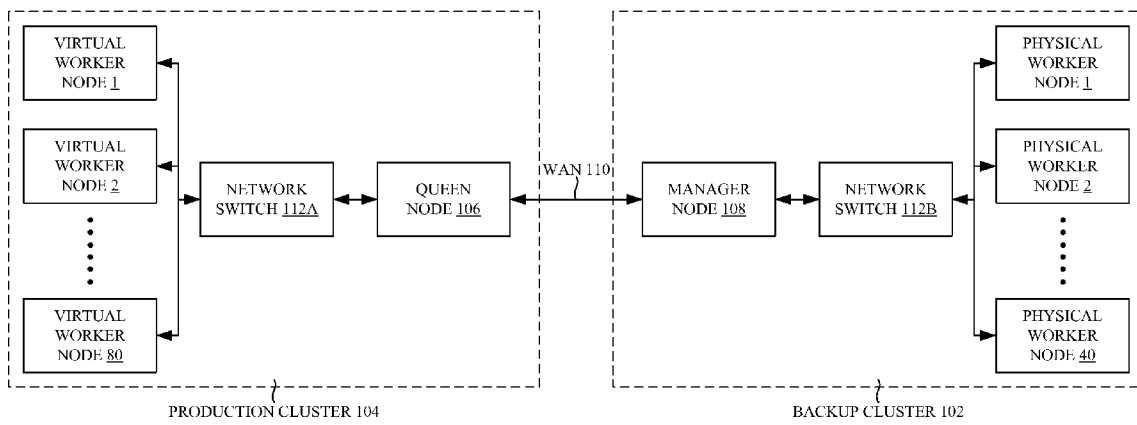 VIRTUAL
WORKER
NODE 1
VIRTUAL
WORKER
NODE 2
VIRTUAL
WORKER
NODE 80
NETWORK
SWITCH 112A
QUEEN
NODE 106
WAN 110
MANAGER
NODE 108
NETWORK
SWITCH 112B
PHYSICAL
WORKER
NODE 1
PHYSICAL
WORKER
NODE 2
PHYSICAL
WORKER
NODE 40
PRODUCTION CLUSTER 104
BACKUP CLUSTER 102